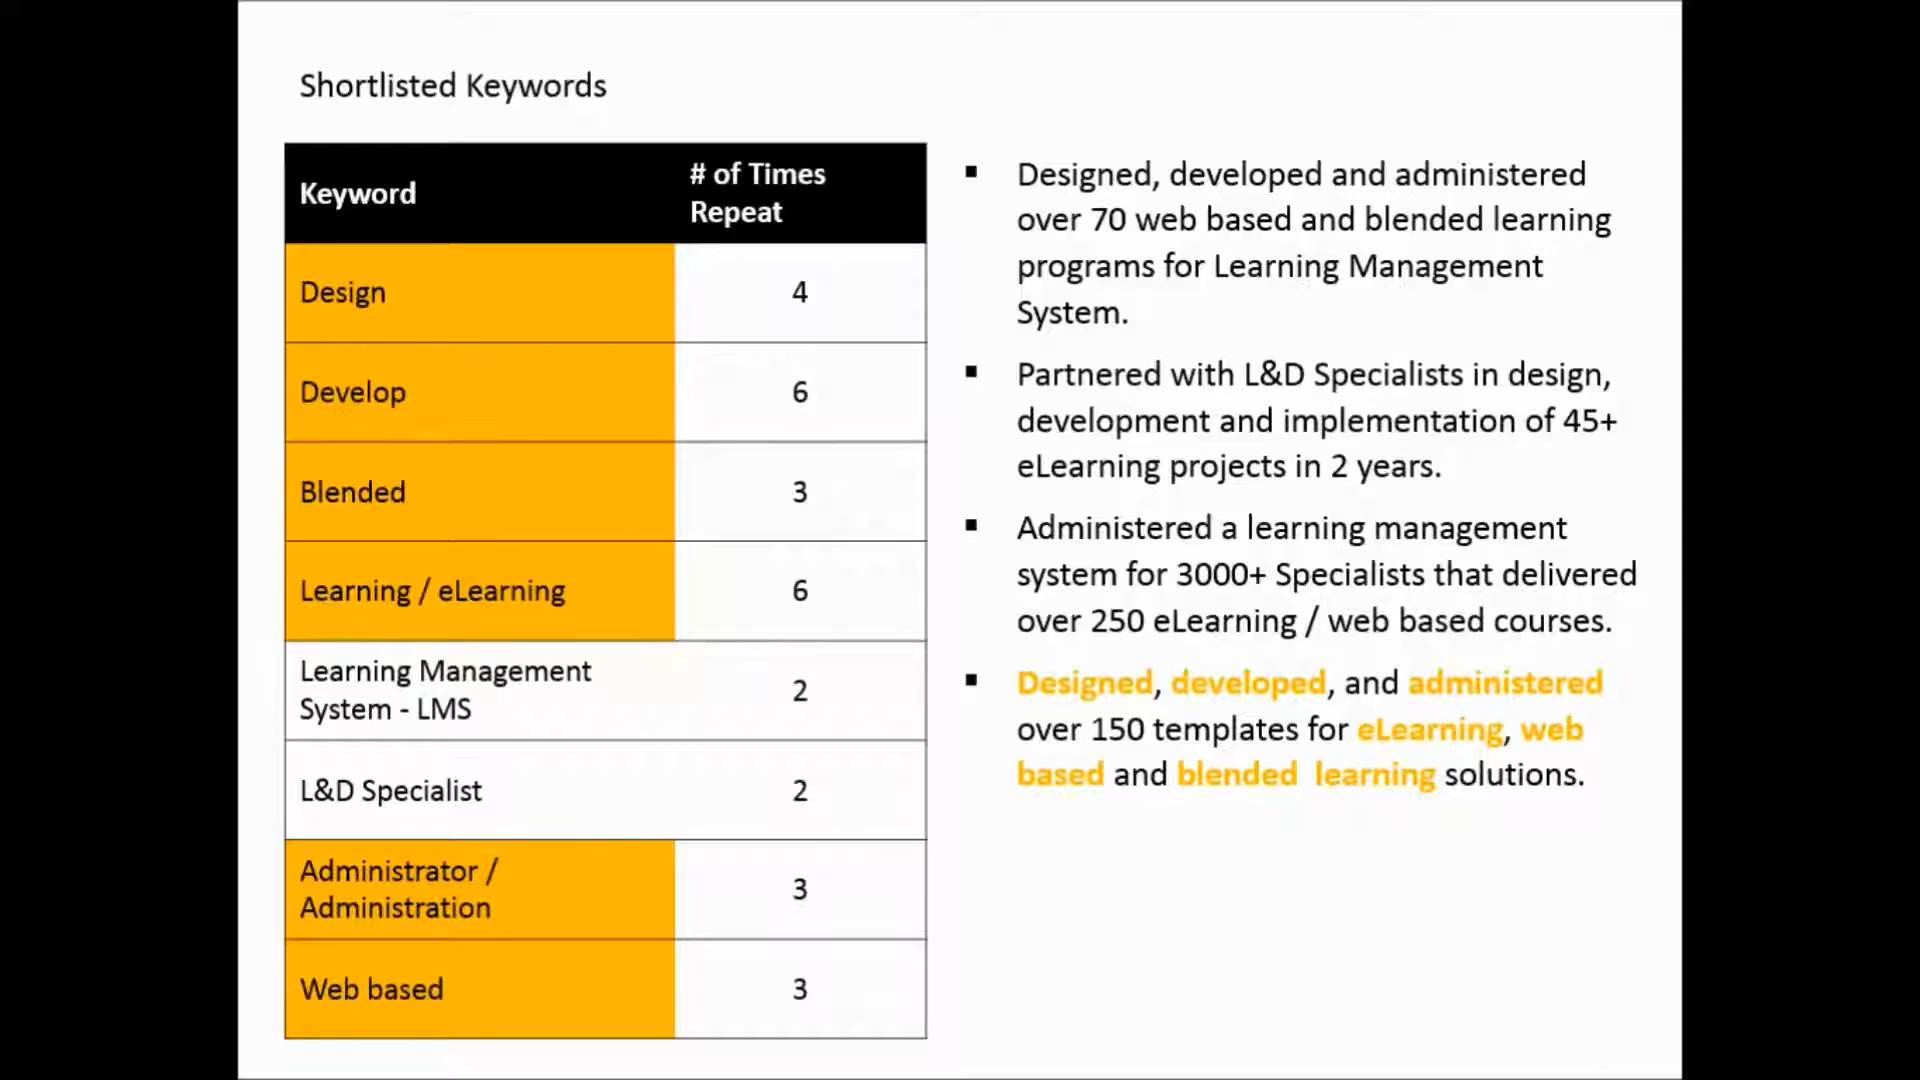 Shortlisted Keywords
Keyword
# of Times
Repeat
Design
4
Develop
6
Blended
3
Learning / eLearning
6
Learning Management
System - LMS
2
L&D Specialist
2
Administrator /
Administration
3
Web based
3
▪ Designed, developed and administered
over 70 web based and blended learning
programs for Learning Management
System.
▪ Partnered with L&D Specialists in design,
development and implementation of 45+
eLearning projects in 2 years.
▪ Administered a learning management
system for 3000+ Specialists that delivered
over 250 eLearning / web based courses.
▪ Designed, developed, and administered
over 150 templates for eLearning, web
based and blended learning solutions.